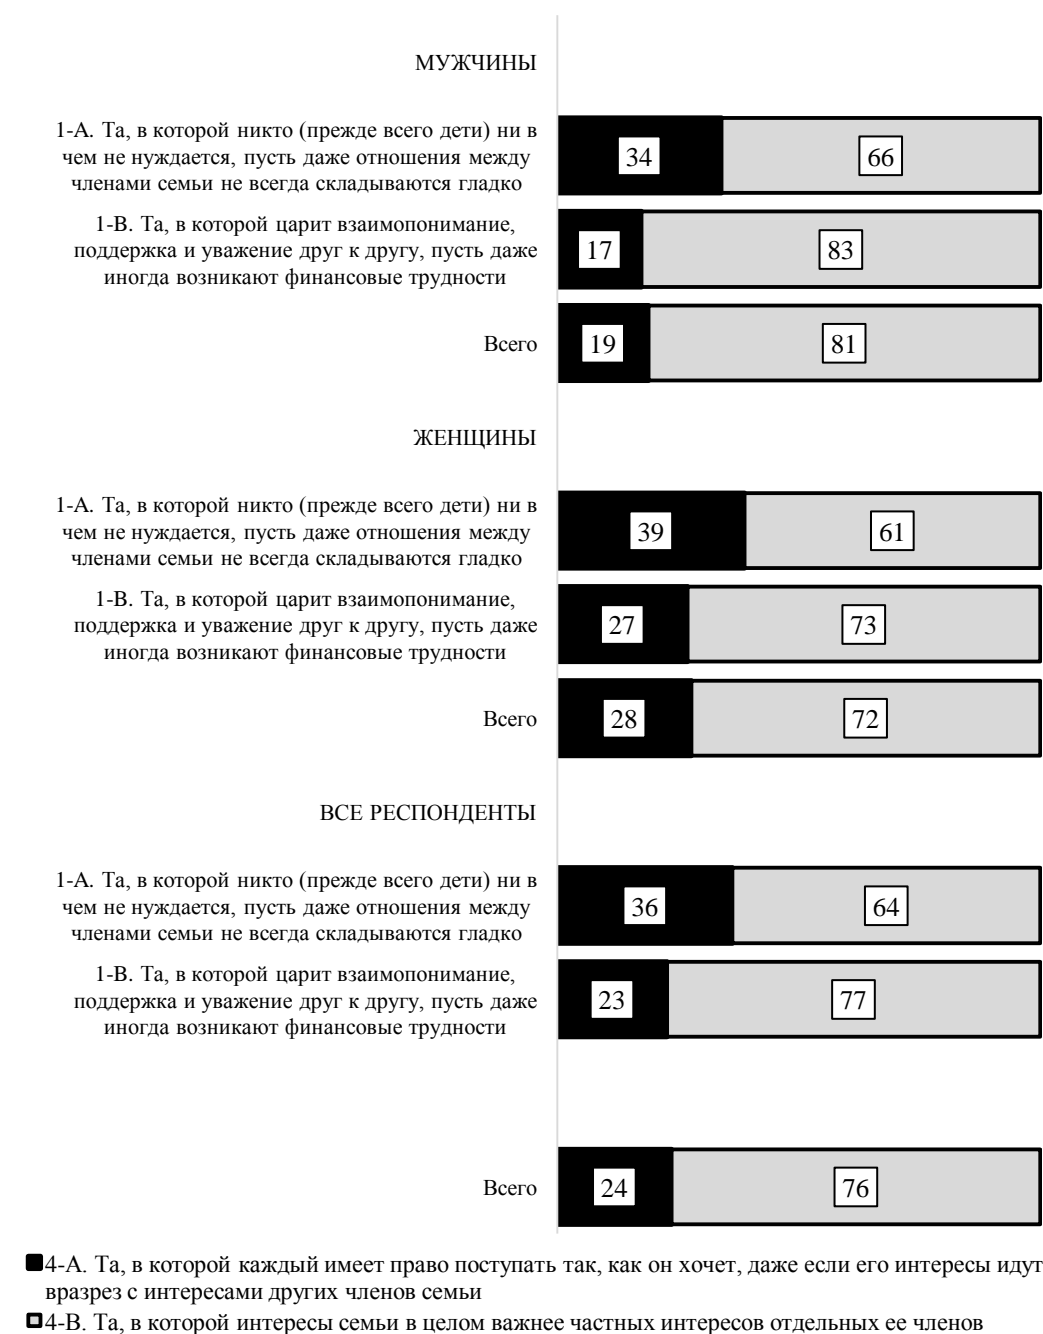 МУЖЧИНЫ
1-А. Та, в которой никто (прежде всего дети) ни в
чем не нуждается, пусть даже отношения между
членами семьи не всегда складываются гладко
34 66
1-В. Та, в которой царит взаимопонимание,
поддержка и уважение друг к другу, пусть даже
иногда возникают финансовые трудности
17 83
Всего 19 81
ЖЕНЩИНЫ
1-А. Та, в которой никто (прежде всего дети) ни в
чем не нуждается, пусть даже отношения между
членами семьи не всегда складываются гладко
39 61
1-В. Та, в которой царит взаимопонимание,
поддержка и уважение друг к другу, пусть даже
иногда возникают финансовые трудности
27 73
Всего 28 72
ВСЕ РЕСПОНДЕНТЫ
1-А. Та, в которой никто (прежде всего дети) ни в
чем не нуждается, пусть даже отношения между
членами семьи не всегда складываются гладко
36 64
1-В. Та, в которой царит взаимопонимание,
поддержка и уважение друг к другу, пусть даже
иногда возникают финансовые трудности
23 77
Всего 24 76
4-А. Та, в которой каждый имеет право поступать так, как он хочет, даже если его интересы идут
вразрез с интересами других членов семьи
4-В. Та, в которой интересы семьи в целом важнее частных интересов отдельных ее членов